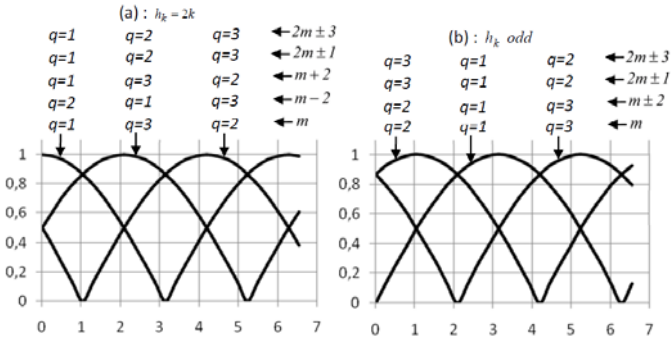 (a) : h_k = 2k
q=1 q=2 q=3 ←2m±3
q=1 q=2 q=3 ←2m±1
q=1 q=3 q=2 ←m+2
q=2 q=1 q=3 ←m−2
q=1 q=3 q=2 ←m
1
0,8
0,6
0,4
0,2
0
0 1 2 3 4 5 6 7
(b) : h_k odd
q=3 q=1 q=2 ←2m±3
q=3 q=1 q=2 ←2m±1
q=2 q=1 q=3 ←m±2
q=2 q=1 q=3 ←m
1
0,8
0,6
0,4
0,2
0
0 1 2 3 4 5 6 7